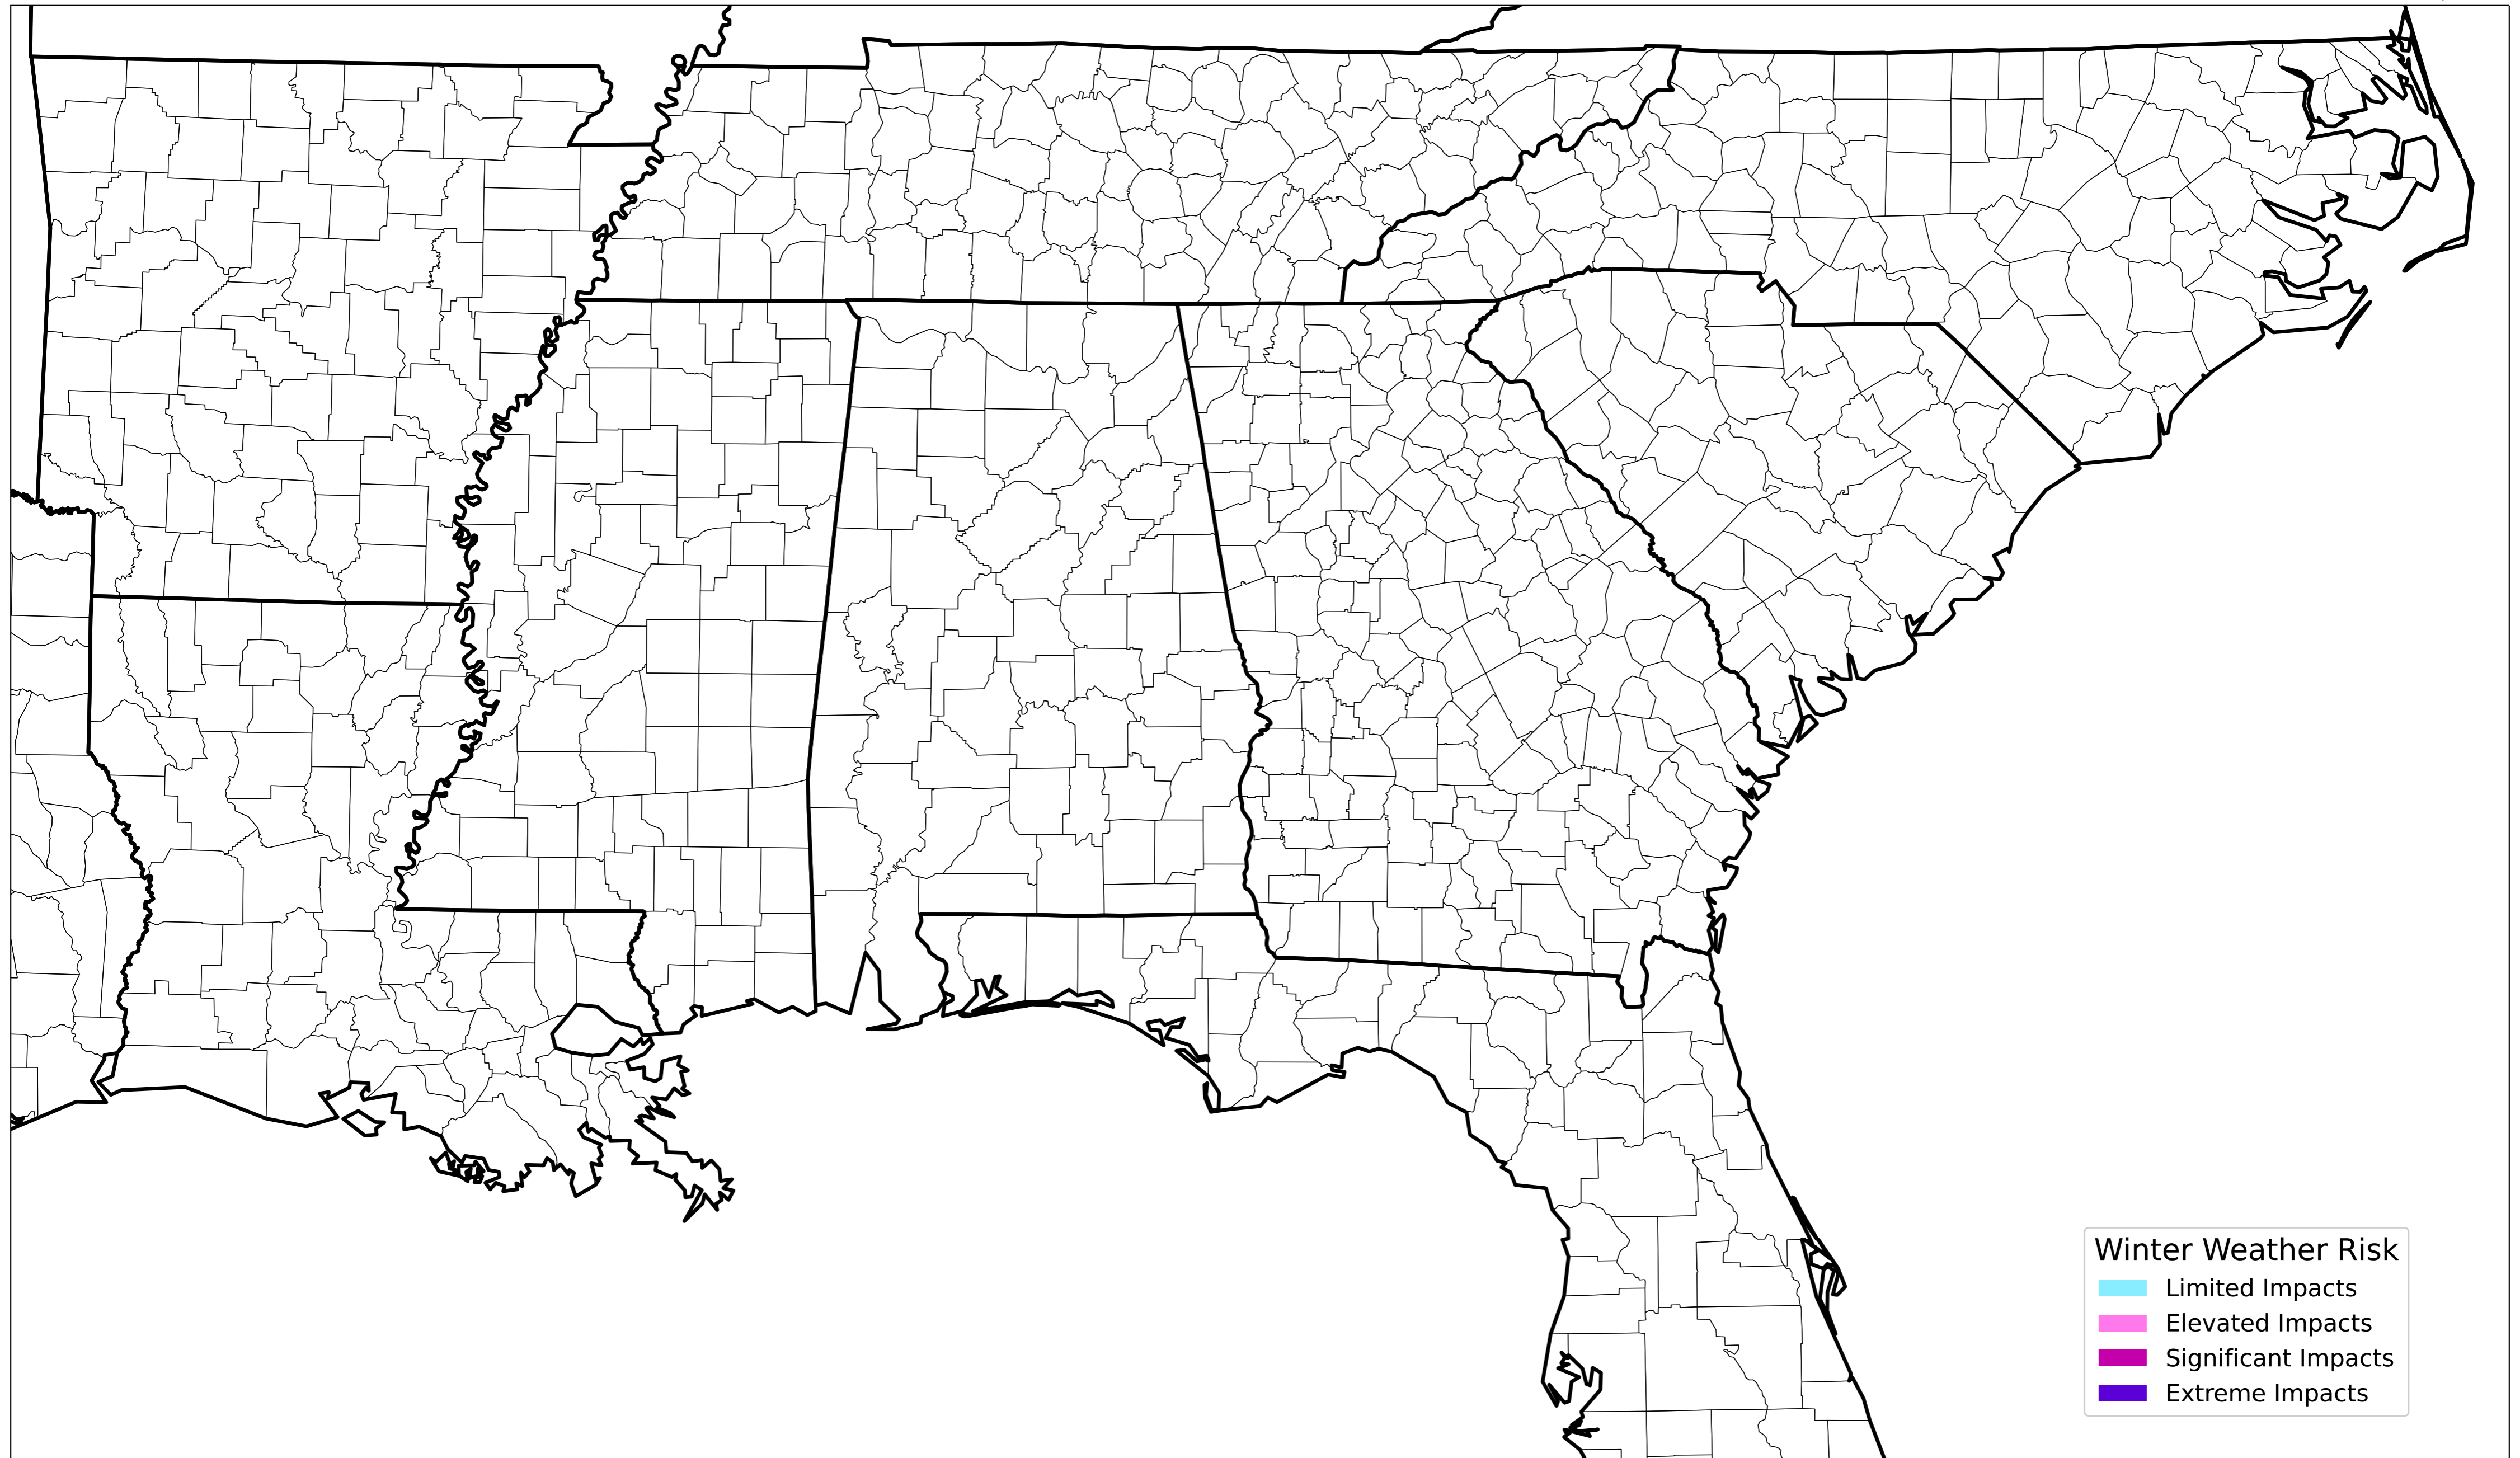 Winter Weather Risk
Limited Impacts
Elevated Impacts
Significant Impacts
Extreme Impacts